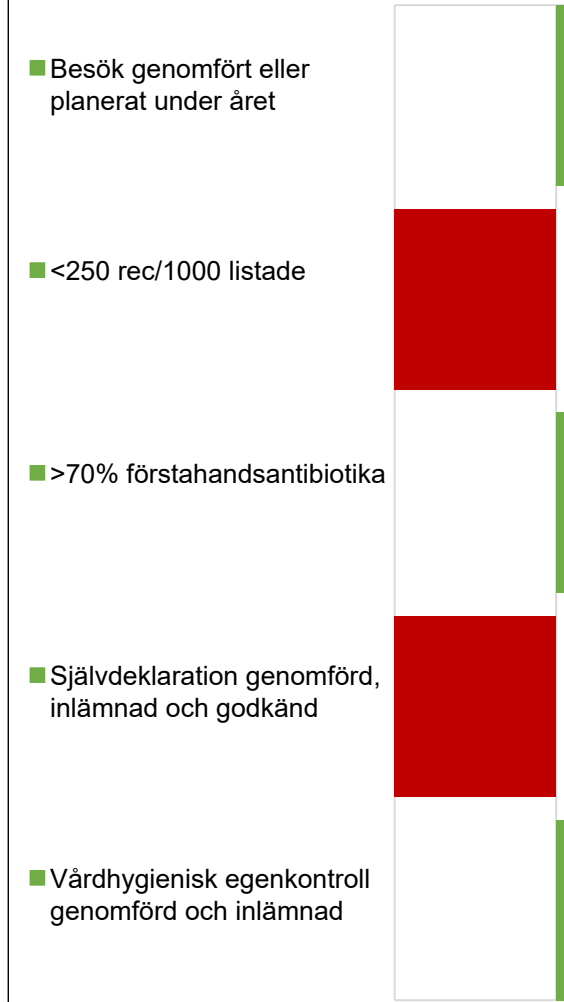 Besök genomfört eller
planerat under året
<250 rec/1000 listade
>70% förstahandsantibiotika
Självdeklaration genomförd,
inlämnad och godkänd
Vårdhygienisk egenkontroll
genomförd och inlämnad